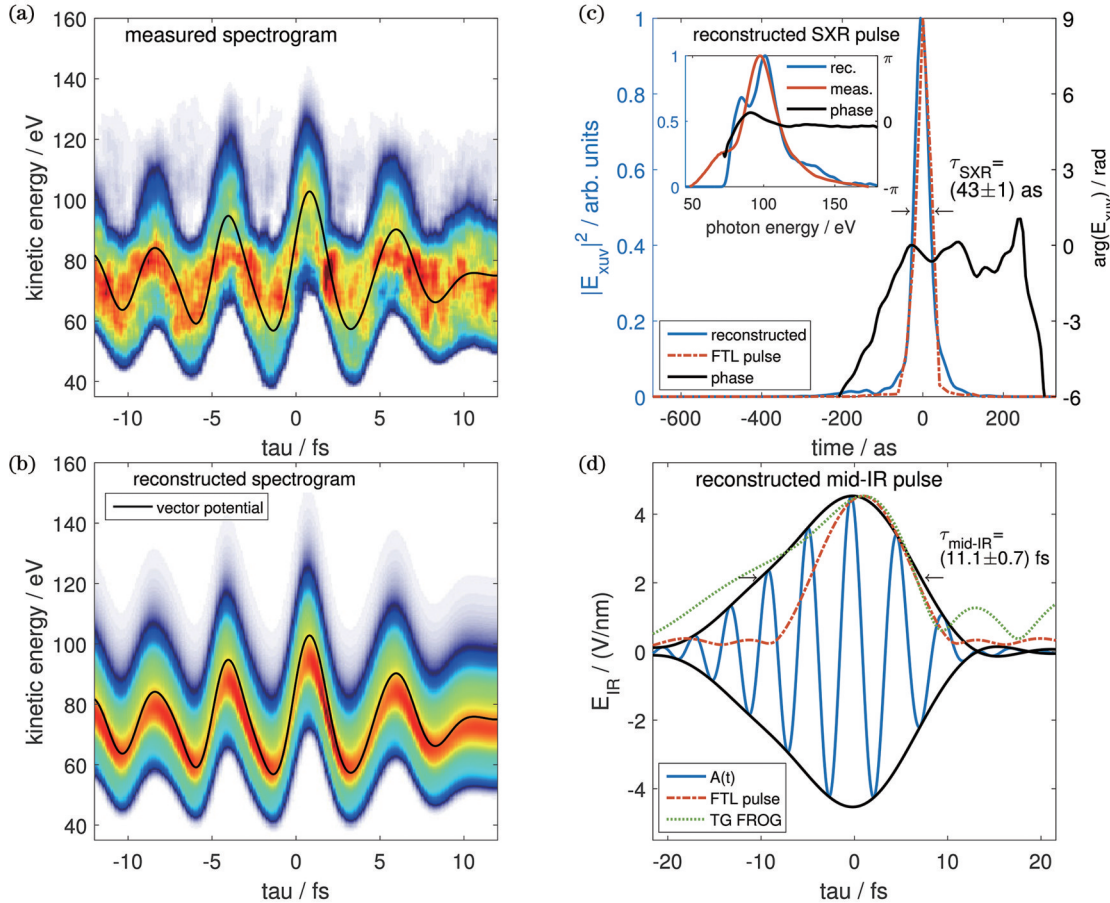 (a)
measured spectrogram
160
140
120
100
80
60
40
kinetic energy / eV
-10
-5
0
5
10
tau / fs
(b)
reconstructed spectrogram
vector potential
160
140
120
100
80
60
40
kinetic energy / eV
-10
-5
0
5
10
tau / fs
(c)
reconstructed SXR pulse
1
0.8
0.6
0.4
0.2
0
|E_xuv|² / arb. units
9
6
3
0
-3
-6
arg(E_xuv) / rad
1
0.5
0
π
0
-π
rec.
meas.
phase
50
100
150
photon energy / eV
τ_SXR=
(43±1) as
reconstructed
FTL pulse
phase
-600
-400
-200
0
200
time / as
(d)
reconstructed mid-IR pulse
4
2
0
-2
-4
E_IR / (V/nm)
τ_mid-IR=
(11.1±0.7) fs
A(t)
FTL pulse
TG FROG
-20
-10
0
10
20
tau / fs